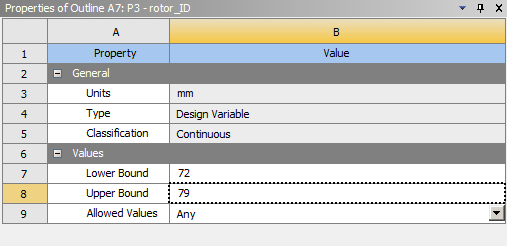 Properties of Outline A7: P3 - rotor_ID
A B
1 Property Value
2 General
3 Units mm
4 Type Design Variable
5 Classification Continuous
6 Values
7 Lower Bound 72
8 Upper Bound 79
9 Allowed Values Any